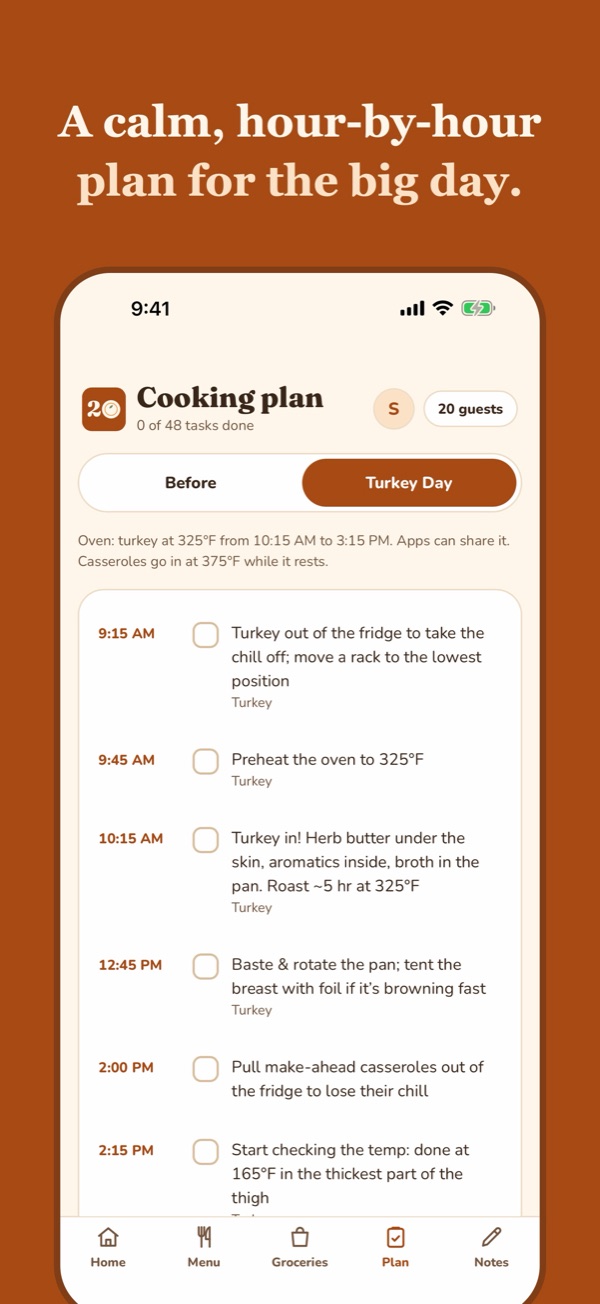 A calm, hour-by-hour
plan for the big day.
9:41
20
Cooking plan
0 of 48 tasks done
S
20 guests
Before
Turkey Day
Oven: turkey at 325°F from 10:15 AM to 3:15 PM. Apps can share it.
Casseroles go in at 375°F while it rests.
9:15 AM
Turkey out of the fridge to take the
chill off; move a rack to the lowest
position
Turkey
9:45 AM
Preheat the oven to 325°F
Turkey
10:15 AM
Turkey in! Herb butter under the
skin, aromatics inside, broth in the
pan. Roast ~5 hr at 325°F
Turkey
12:45 PM
Baste & rotate the pan; tent the
breast with foil if it’s browning fast
Turkey
2:00 PM
Pull make-ahead casseroles out of
the fridge to lose their chill
2:15 PM
Start checking the temp: done at
165°F in the thickest part of the
thigh
Home
Menu
Groceries
Plan
Notes